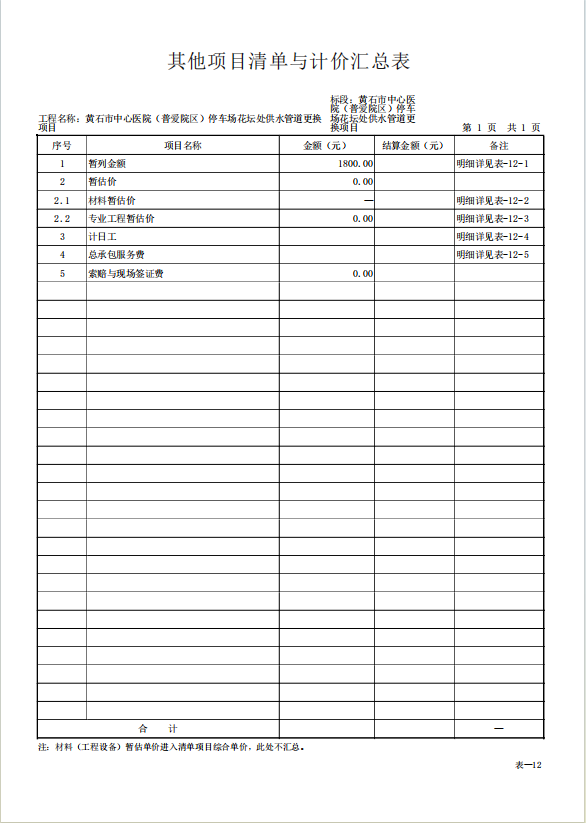 其他项目清单与计价汇总表
工程名称：黄石市中心医院（普爱院区）停车场花坛处供水管道更换
项目
标段：黄石市中心医
院（普爱院区）停车
场花坛处供水管道更
换项目
第 1 页 共 1 页
序号 项目名称 金额（元） 结算金额（元） 备注
1 暂列金额 1800.00 明细详见表-12-1
2 暂估价 0.00
2.1 材料暂估价 — 明细详见表-12-2
2.2 专业工程暂估价 0.00 明细详见表-12-3
3 计日工 明细详见表-12-4
4 总承包服务费 明细详见表-12-5
5 索赔与现场签证费 0.00
合 计 —
注：材料（工程设备）暂估单价进入清单项目综合单价，此处不汇总。
表—12